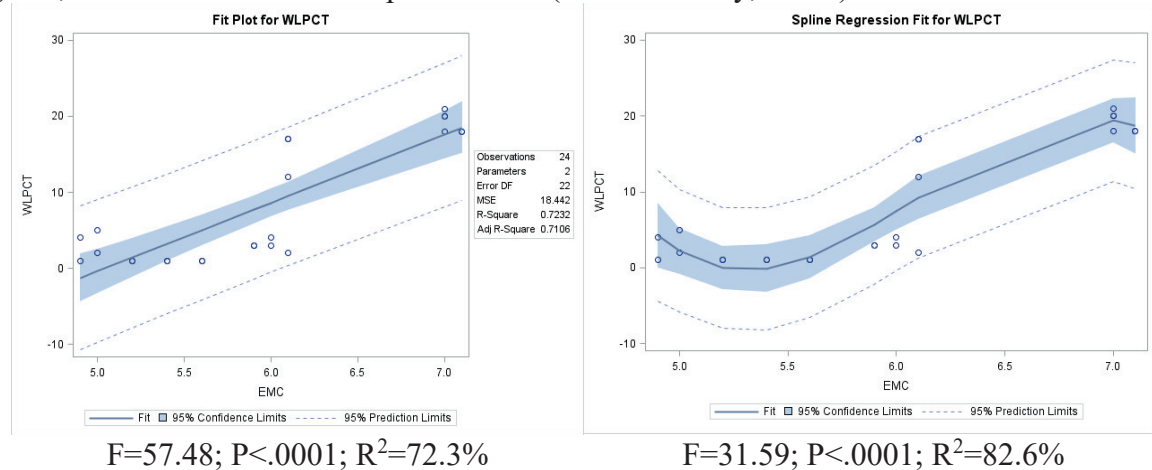 Fit Plot for WLPCT
30
20
10
0
-10
WLPCT
5.0 5.5 6.0 6.5 7.0
EMC
Fit 95% Confidence Limits 95% Prediction Limits
Observations 24
Parameters 2
Error DF 22
MSE 18.442
R-Square 0.7232
Adj R-Square 0.7106
F=57.48; P<.0001; R²=72.3%
Spline Regression Fit for WLPCT
30
20
10
0
-10
WLPCT
5.0 5.5 6.0 6.5 7.0
EMC
Fit 95% Confidence Limits 95% Prediction Limits
F=31.59; P<.0001; R²=82.6%